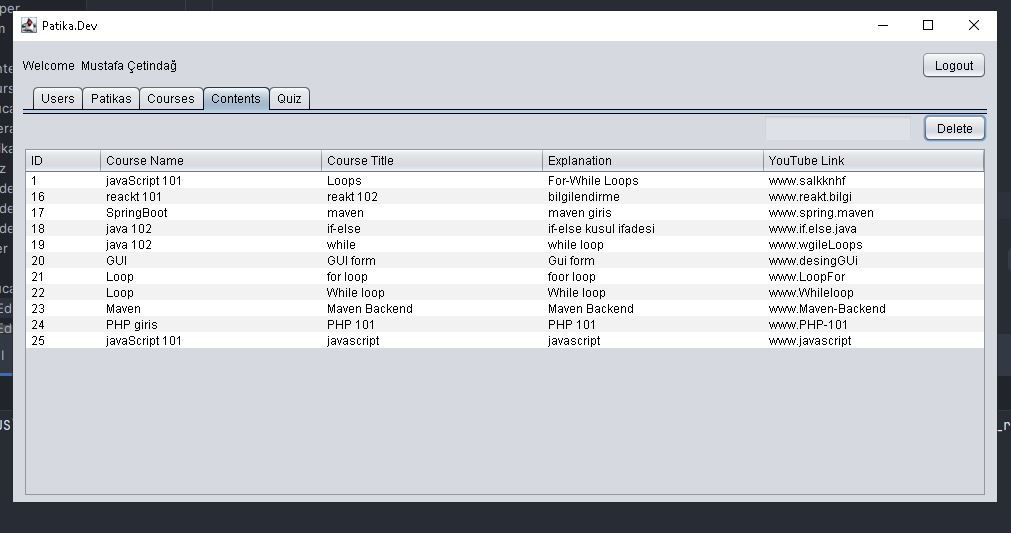 Patika.Dev
Welcome Mustafa Çetindağ
Logout
Users Patikas Courses Contents Quiz
Delete
ID Course Name Course Title Explanation YouTube Link
1 javaScript 101 Loops For-While Loops www.salkknhf
16 reackt 101 reakt 102 bilgilendirme www.reakt.bilgi
17 SpringBoot maven maven giris www.spring.maven
18 java 102 if-else if-else kusul ifadesi www.if.else.java
19 java 102 while while loop www.wgileLoops
20 GUI GUI form Gui form www.desingGUi
21 Loop for loop foor loop www.LoopFor
22 Loop While loop While loop www.Whileloop
23 Maven Maven Backend Maven Backend www.Maven-Backend
24 PHP giris PHP 101 PHP 101 www.PHP-101
25 javaScript 101 javascript javascript www.javascript